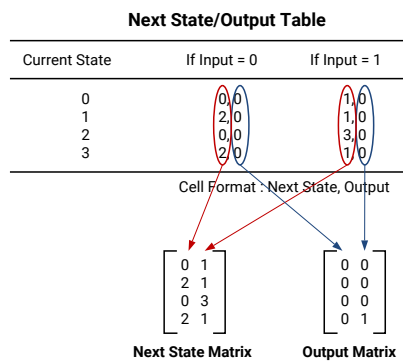 Next State/Output Table
Current State If Input = 0 If Input = 1
0 0,0 1,0
1 2,0 1,0
2 0,0 3,0
3 2,0 1,0
Cell Format : Next State, Output
0 1 0 0
2 1 0 0
0 3 0 0
2 1 0 1
Next State Matrix Output Matrix